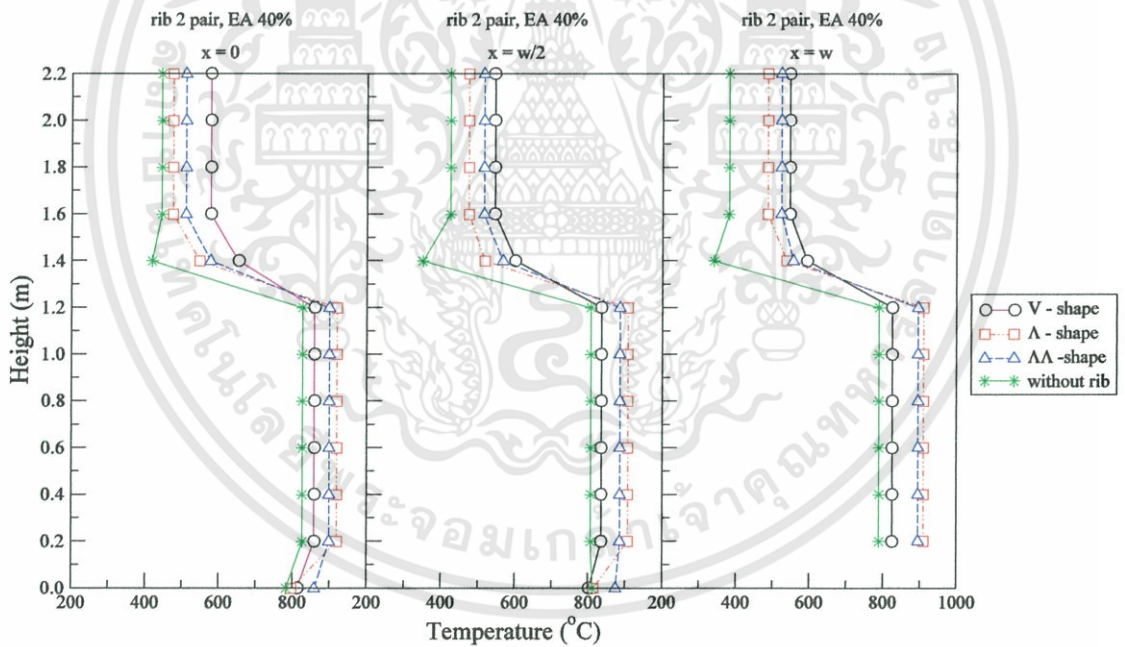 rib 2 pair, EA 40%
x = 0
rib 2 pair, EA 40%
x = w/2
rib 2 pair, EA 40%
x = w
Height (m)
2.2
2.0
1.8
1.6
1.4
1.2
1.0
0.8
0.6
0.4
0.2
0.0
200 400 600 800 200 400 600 800 200 400 600 800 1000
Temperature (°C)
V - shape
Λ - shape
ΛΛ -shape
without rib